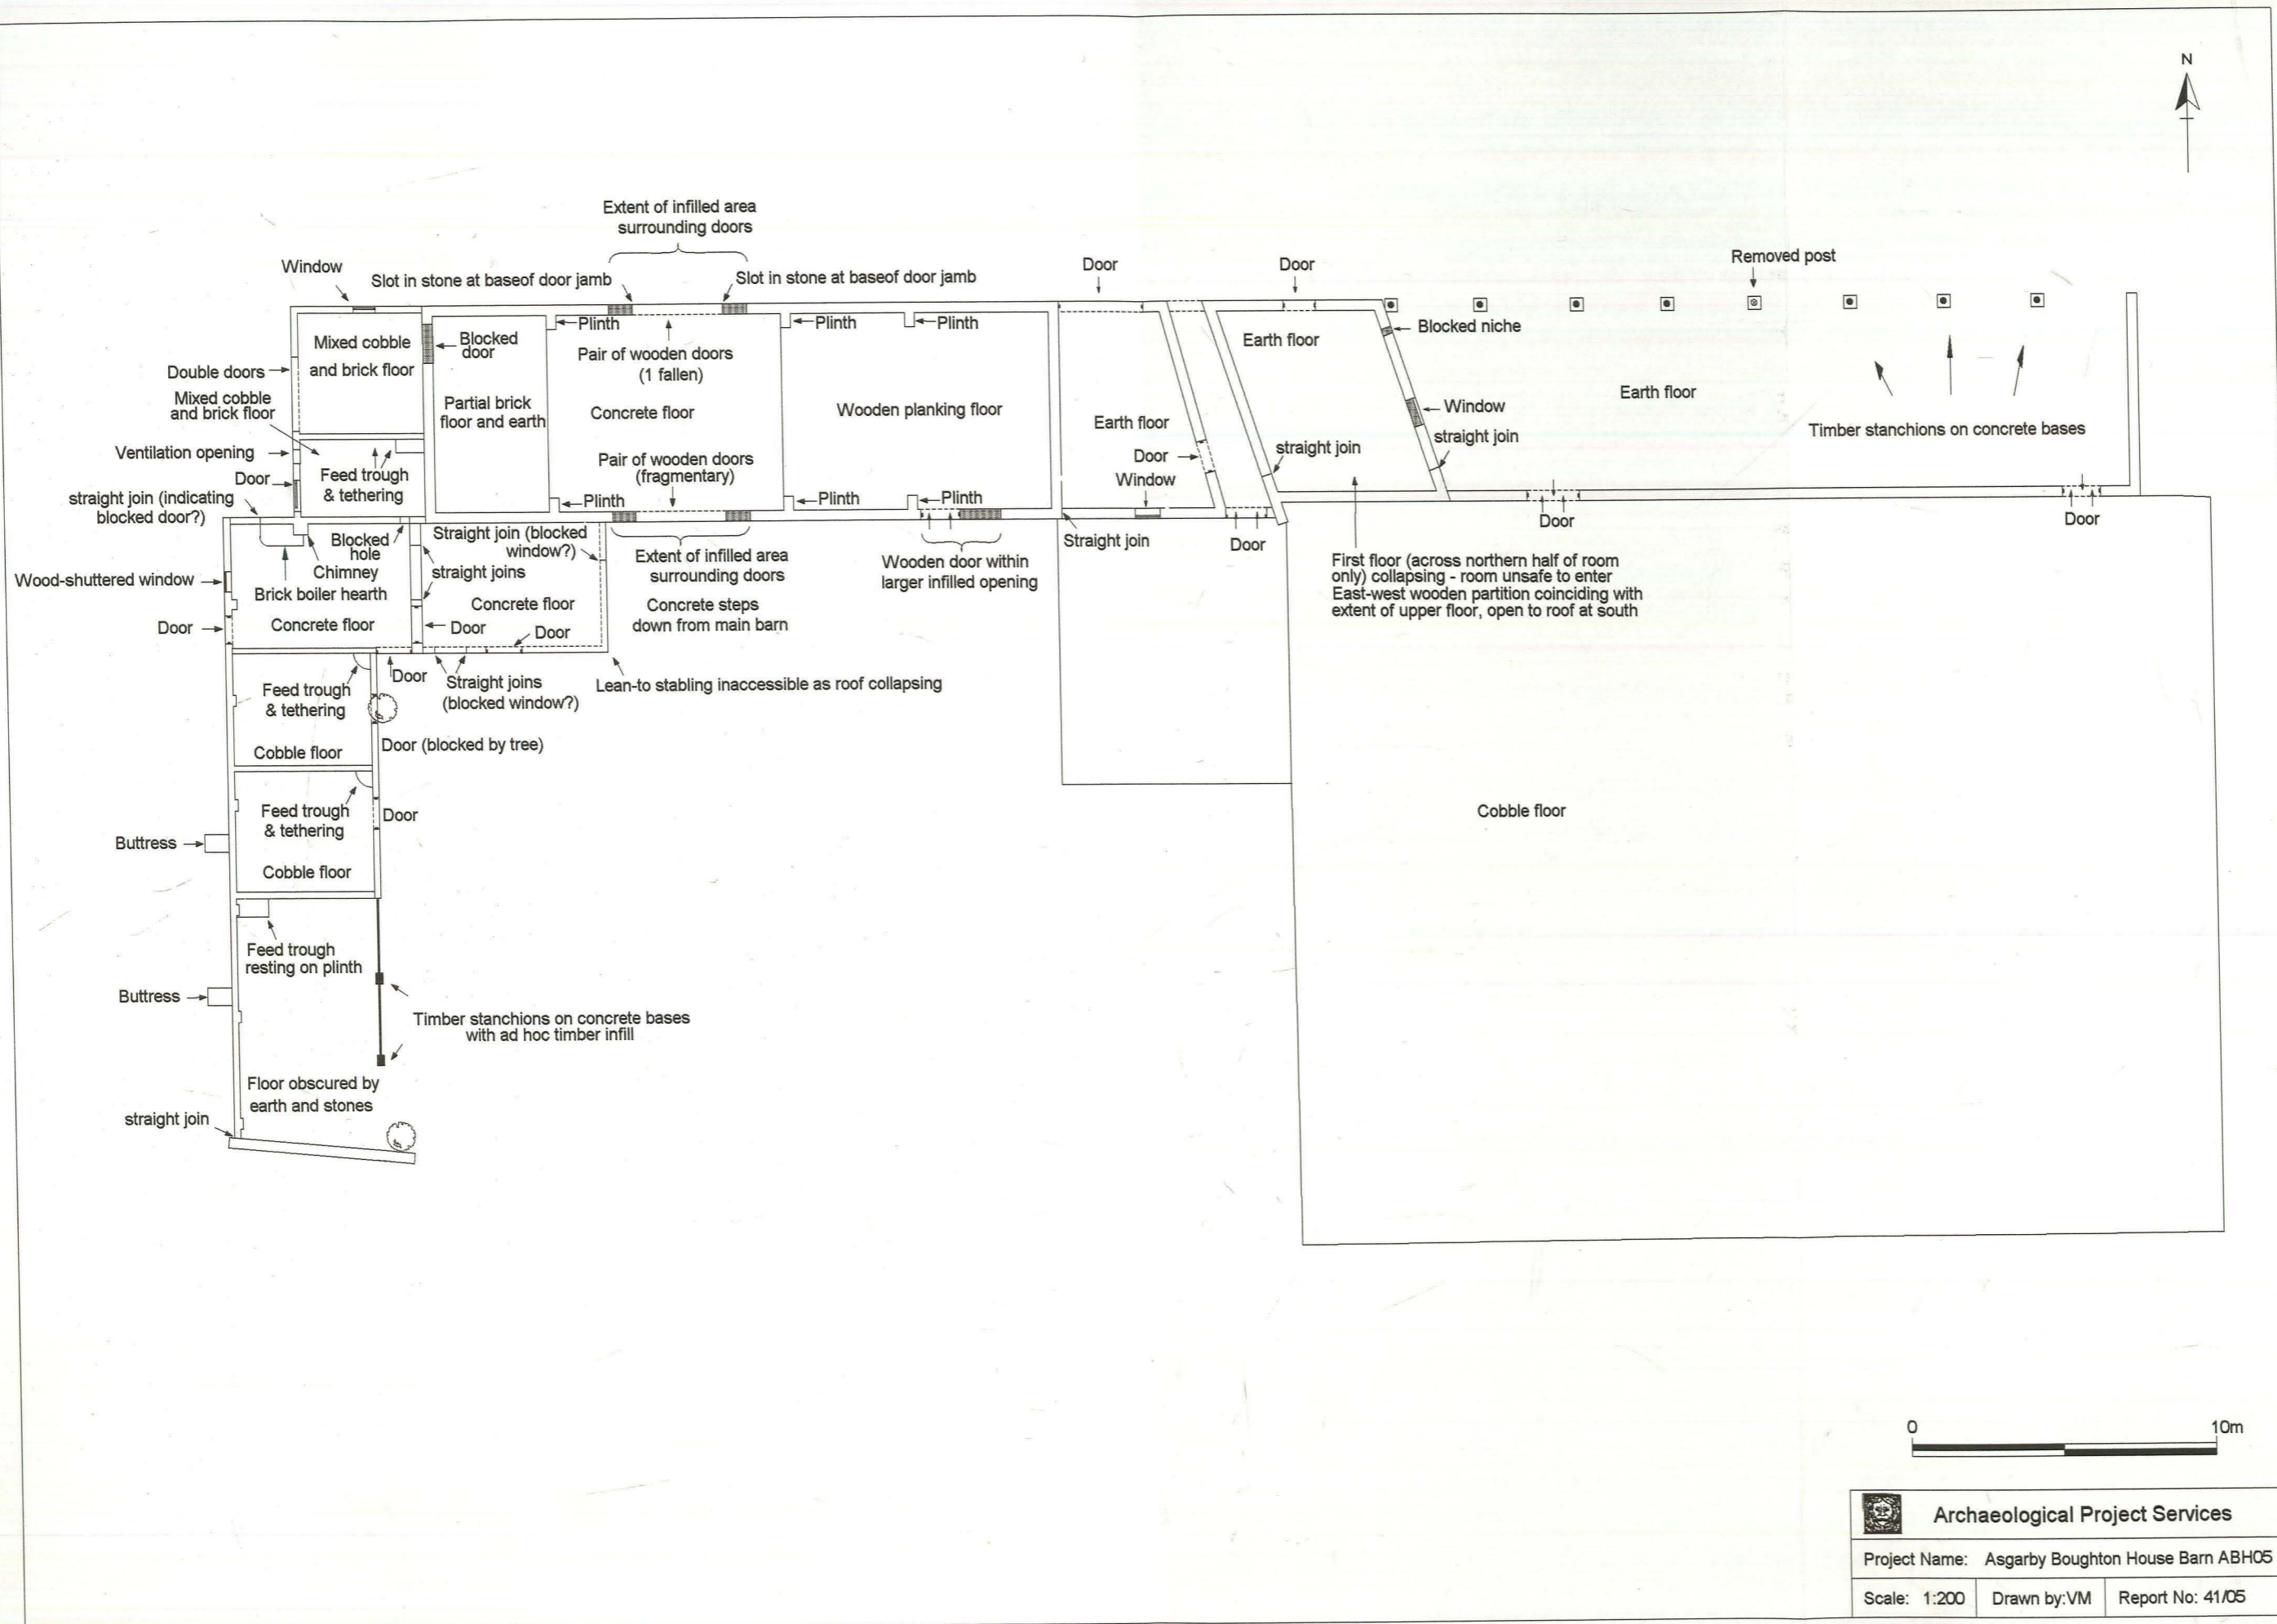 N
Extent of infilled area
surrounding doors
Window
Slot in stone at baseof door jamb
Slot in stone at baseof door jamb
Door
Door
Removed post
Plinth
Plinth
Plinth
Blocked niche
Mixed cobble
and brick floor
Blocked
door
Pair of wooden doors
(1 fallen)
Earth floor
Double doors
Mixed cobble
and brick floor
Partial brick
floor and earth
Concrete floor
Wooden planking floor
Earth floor
Earth floor
Window
straight join
Timber stanchions on concrete bases
Ventilation opening
Door
straight join (indicating
blocked door?)
Feed trough
& tethering
Pair of wooden doors
(fragmentary)
Door
Window
straight join
Plinth
Plinth
Plinth
Door
Door
Blocked
hole
Chimney
Brick boiler hearth
Straight join (blocked
window?)
straight joins
Extent of infilled area
surrounding doors
Wooden door within
larger infilled opening
Straight join
Door
First floor (across northern half of room
only) collapsing - room unsafe to enter
East-west wooden partition coinciding with
extent of upper floor, open to roof at south
Wood-shuttered window
Door
Concrete floor
Concrete floor
Door
Door
Concrete steps
down from main barn
Feed trough
& tethering
Door
Straight joins
(blocked window?)
Lean-to stabling inaccessible as roof collapsing
Cobble floor
Door (blocked by tree)
Feed trough
& tethering
Door
Cobble floor
Buttress
Cobble floor
Feed trough
resting on plinth
Buttress
Timber stanchions on concrete bases
with ad hoc timber infill
Floor obscured by
earth and stones
straight join
0 10m
Archaeological Project Services
Project Name: Asgarby Boughton House Barn ABH05
Scale: 1:200 Drawn by:VM Report No: 41/05